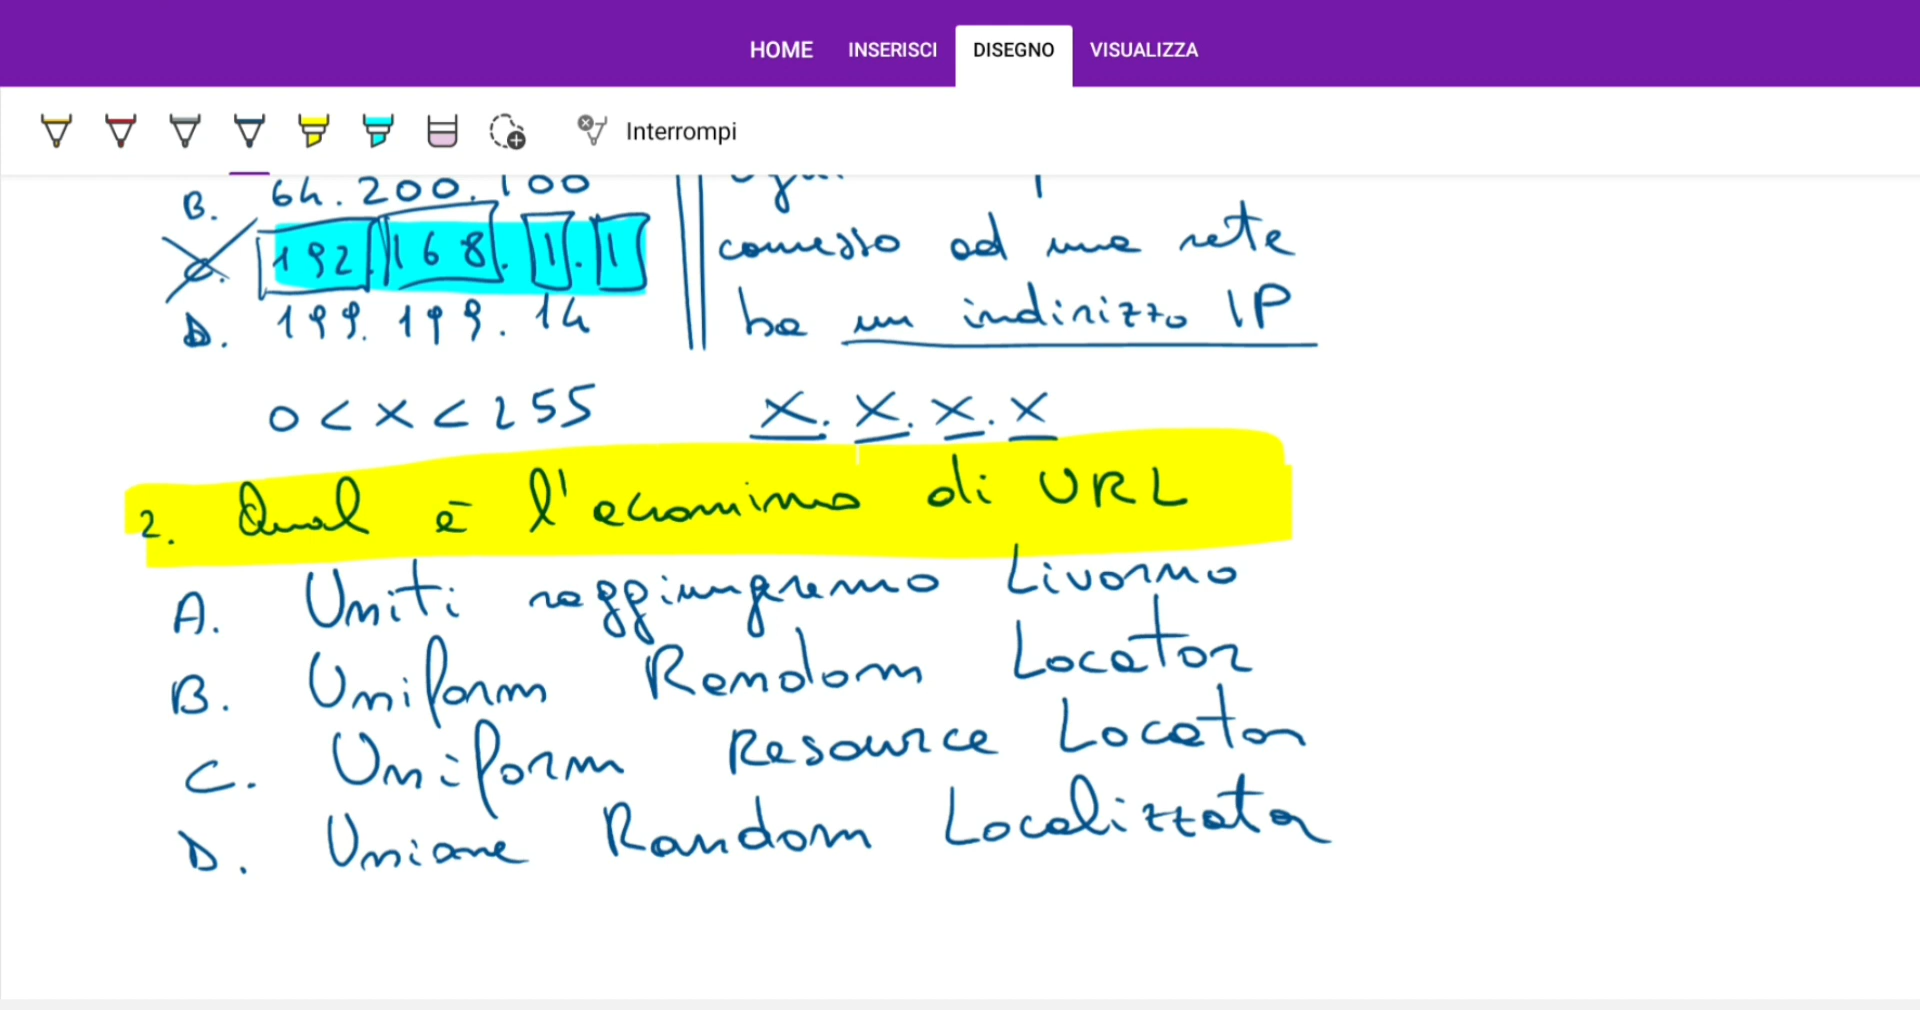 HOME INSERISCI DISEGNO VISUALIZZA
Interrompi
B. 64.200.100
192.168.1.1
D. 199.199.14
connesso ad una rete
ha un indirizzo IP
0 < x < 255
x. x. x. x
2. Qual è l'acronimo di URL
A. Uniti raggiungremo Livorno
B. Uniform Random Locator
C. Uniform Resource Locator
D. Unione Random Localizzator